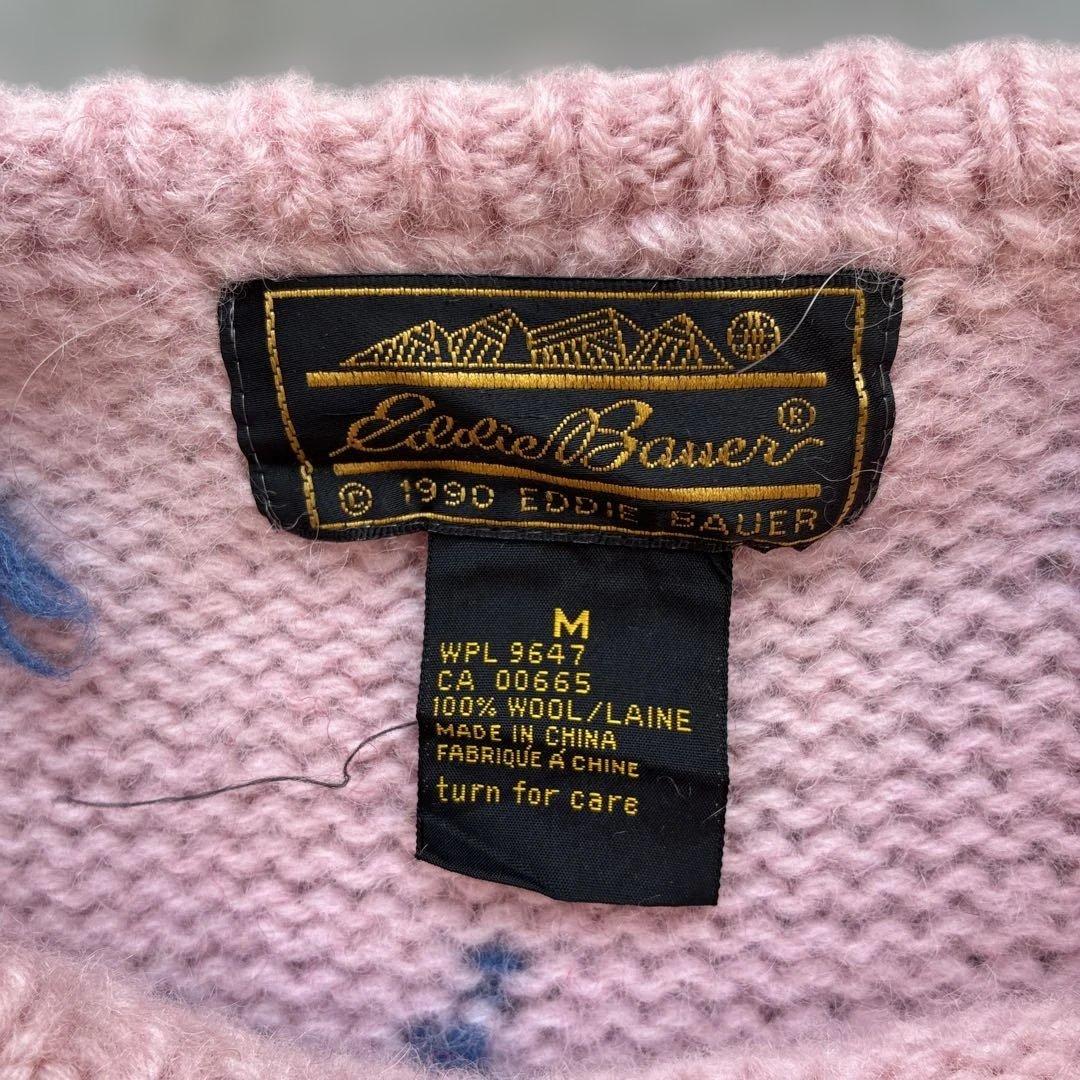 Eddie Bauer ®
© 1990 EDDIE BAUER
M
WPL 9647
CA 00665
100% WOOL/LAINE
MADE IN CHINA
FABRIQUÉ Á CHINE
turn for care